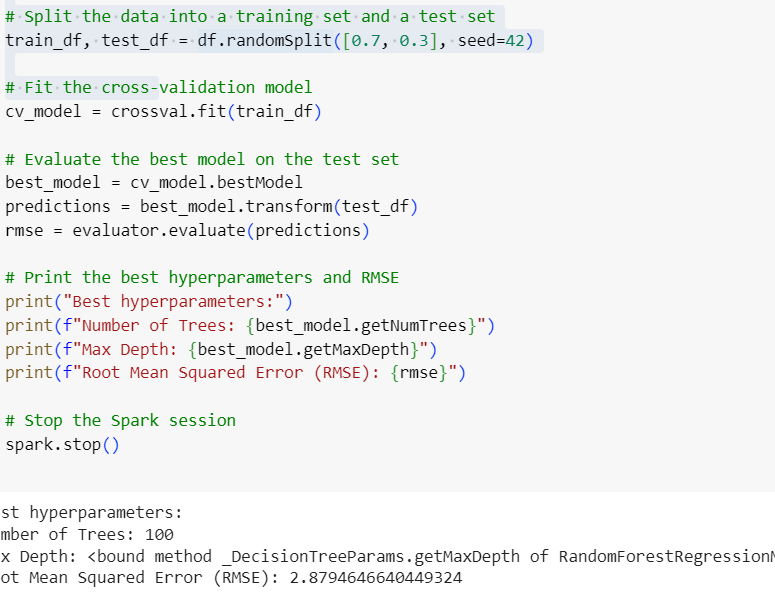 # Split the data into a training set and a test set
train_df, test_df = df.randomSplit([0.7, 0.3], seed=42)
# Fit the cross-validation model
cv_model = crossval.fit(train_df)
# Evaluate the best model on the test set
best_model = cv_model.bestModel
predictions = best_model.transform(test_df)
rmse = evaluator.evaluate(predictions)
# Print the best hyperparameters and RMSE
print("Best hyperparameters:")
print(f"Number of Trees: {best_model.getNumTrees}")
print(f"Max Depth: {best_model.getMaxDepth}")
print(f"Root Mean Squared Error (RMSE): {rmse}")
# Stop the Spark session
spark.stop()
st hyperparameters:
mber of Trees: 100
x Depth: <bound method _DecisionTreeParams.getMaxDepth of RandomForestRegressionM
ot Mean Squared Error (RMSE): 2.8794646640449324